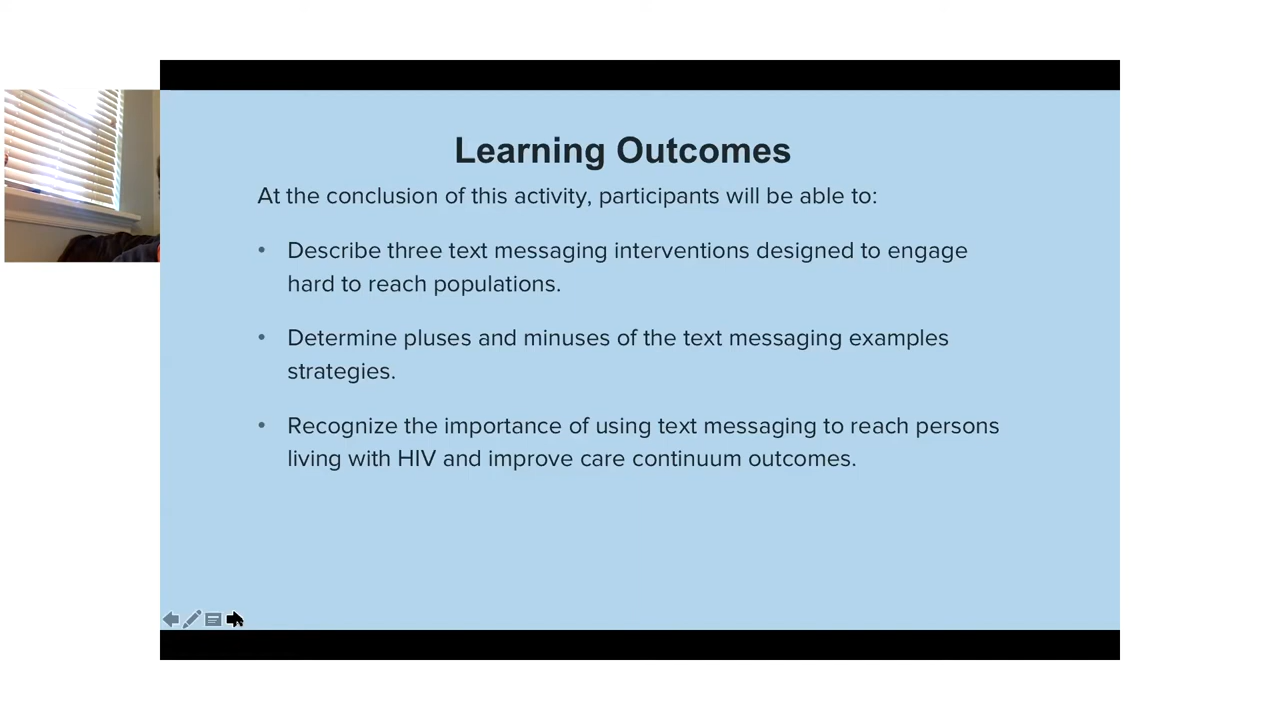 Learning Outcomes
At the conclusion of this activity, participants will be able to:
• Describe three text messaging interventions designed to engage
hard to reach populations.
• Determine pluses and minuses of the text messaging examples
strategies.
• Recognize the importance of using text messaging to reach persons
living with HIV and improve care continuum outcomes.